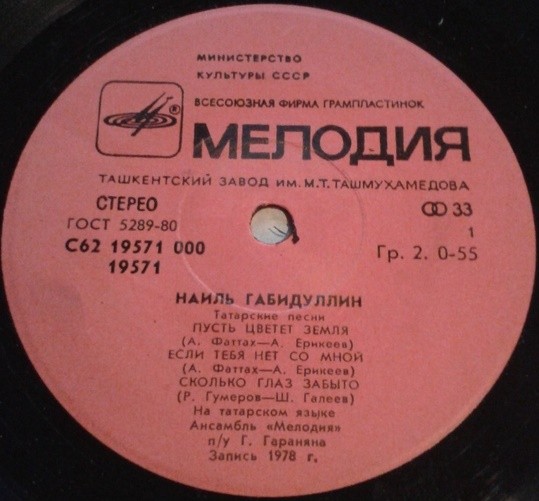 МИНИСТЕРСТВО
КУЛЬТУРЫ СССР
ВСЕСОЮЗНАЯ ФИРМА ГРАМПЛАСТИНОК
®
МЕЛОДИЯ
ТАШКЕНТСКИЙ ЗАВОД ИМ. М.Т. ТАШМУХАМЕДОВА
СТЕРЕО
ГОСТ 5289-80
С62 19571 000
19571
33
1
Гр. 2. 0-55
НАИЛЬ ГАБИДУЛЛИН
Татарские песни
ПУСТЬ ЦВЕТЕТ ЗЕМЛЯ
(А. Фаттах—А. Ерикеев)
ЕСЛИ ТЕБЯ НЕТ СО МНОЙ
(А. Фаттах—А. Ерикеев)
СКОЛЬКО ГЛАЗ ЗАБЫТО
(Р. Гумеров—Ш. Галеев)
На татарском языке
Ансамбль «Мелодия»
п/у Г. Гараняна
Запись 1978 г.